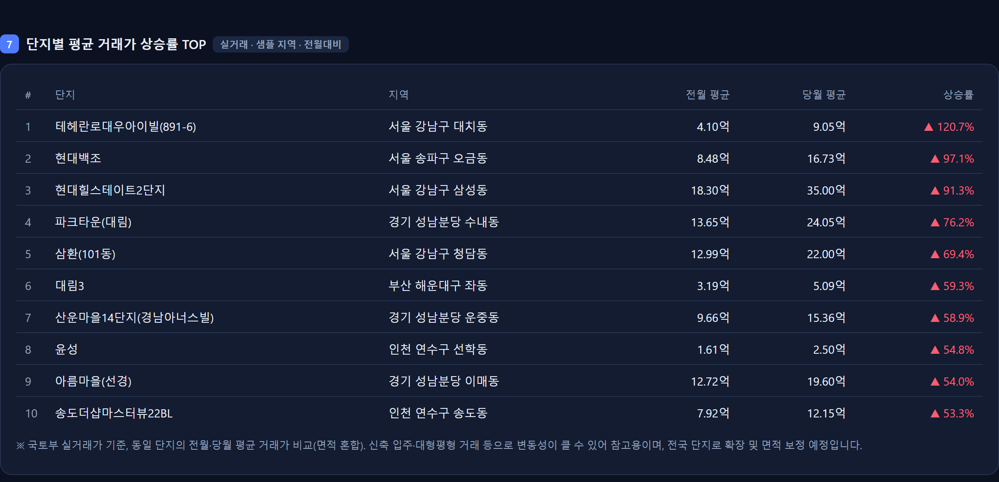 7 단지별 평균 거래가 상승률 TOP 실거래 · 샘플 지역 · 전월대비
# 단지 지역 전월 평균 당월 평균 상승률
1 테헤란로대우아이빌(891-6) 서울 강남구 대치동 4.10억 9.05억 ▲ 120.7%
2 현대백조 서울 송파구 오금동 8.48억 16.73억 ▲ 97.1%
3 현대힐스테이트2단지 서울 강남구 삼성동 18.30억 35.00억 ▲ 91.3%
4 파크타운(대림) 경기 성남분당 수내동 13.65억 24.05억 ▲ 76.2%
5 삼환(101동) 서울 강남구 청담동 12.99억 22.00억 ▲ 69.4%
6 대림3 부산 해운대구 좌동 3.19억 5.09억 ▲ 59.3%
7 산운마을14단지(경남아너스빌) 경기 성남분당 운중동 9.66억 15.36억 ▲ 58.9%
8 윤성 인천 연수구 선학동 1.61억 2.50억 ▲ 54.8%
9 아름마을(선경) 경기 성남분당 이매동 12.72억 19.60억 ▲ 54.0%
10 송도더샵마스터뷰22BL 인천 연수구 송도동 7.92억 12.15억 ▲ 53.3%
※ 국토부 실거래가 기준, 동일 단지의 전월·당월 평균 거래가 비교(면적 혼합). 신축 입주·대형평형 거래 등으로 변동성이 클 수 있어 참고용이며, 전국 단지로 확장 및 면적 보정 예정입니다.